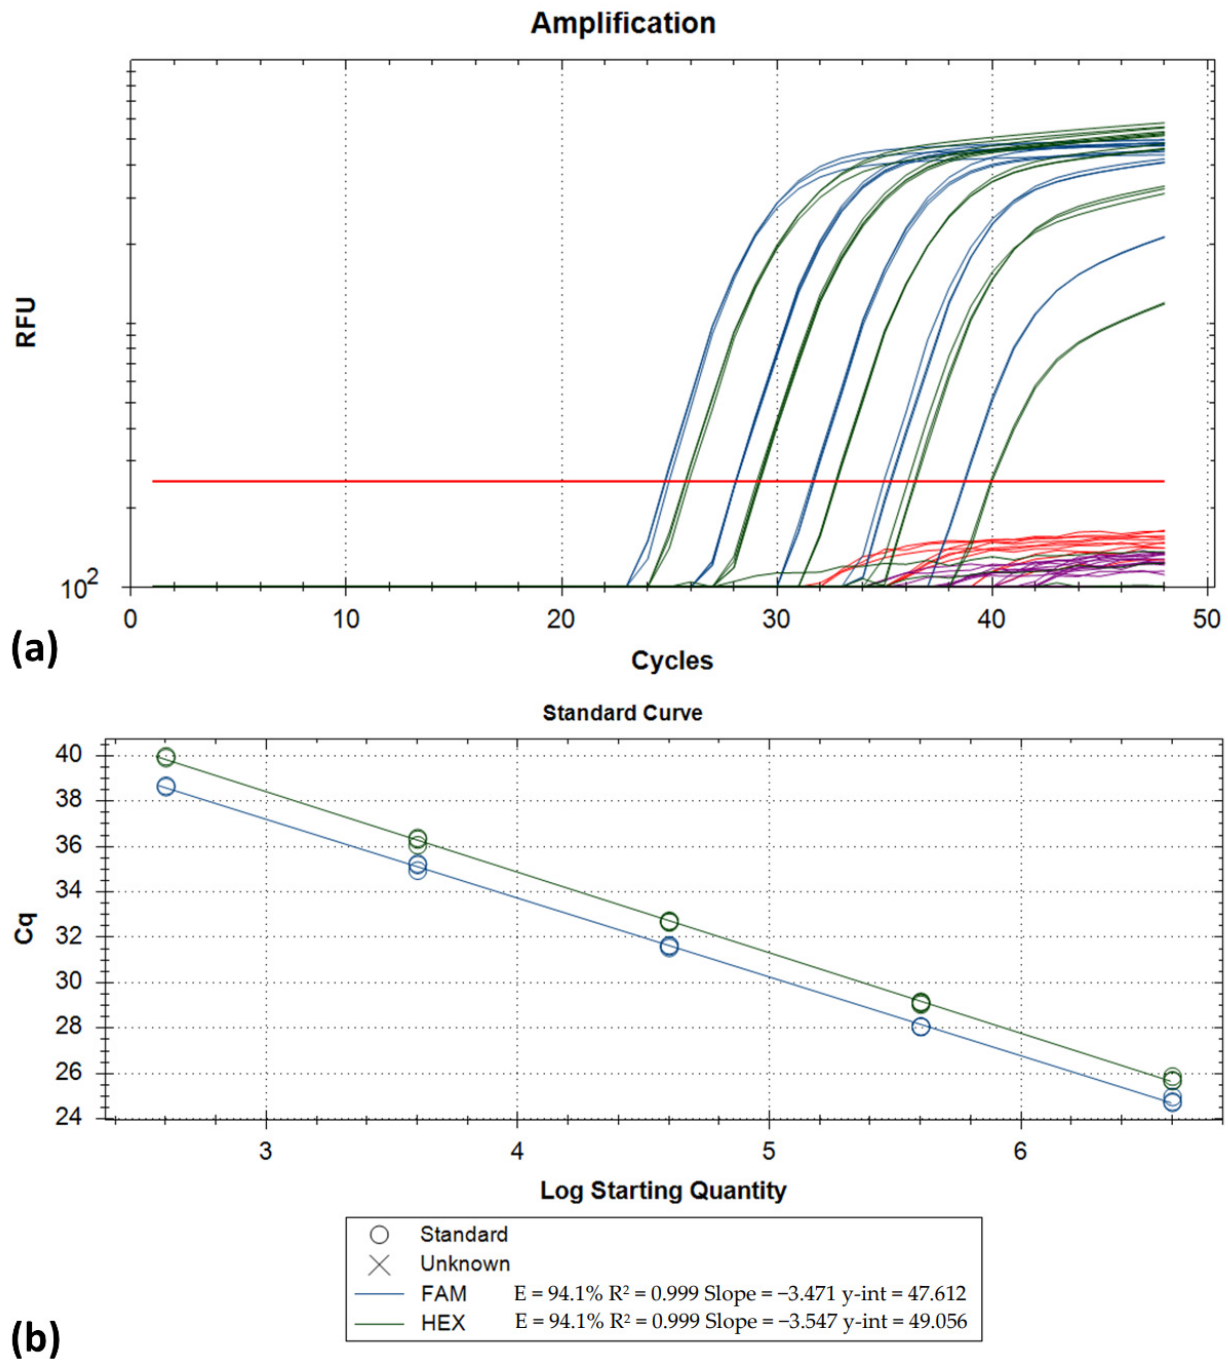 Amplification
RFU
10²
0 10 20 30 40 50
Cycles
(a)
Standard Curve
Cq
40
38
36
34
32
30
28
26
24
3 4 5 6
Log Starting Quantity
Standard
Unknown
FAM E = 94.1% R² = 0.999 Slope = −3.471 y-int = 47.612
HEX E = 94.1% R² = 0.999 Slope = −3.547 y-int = 49.056
(b)